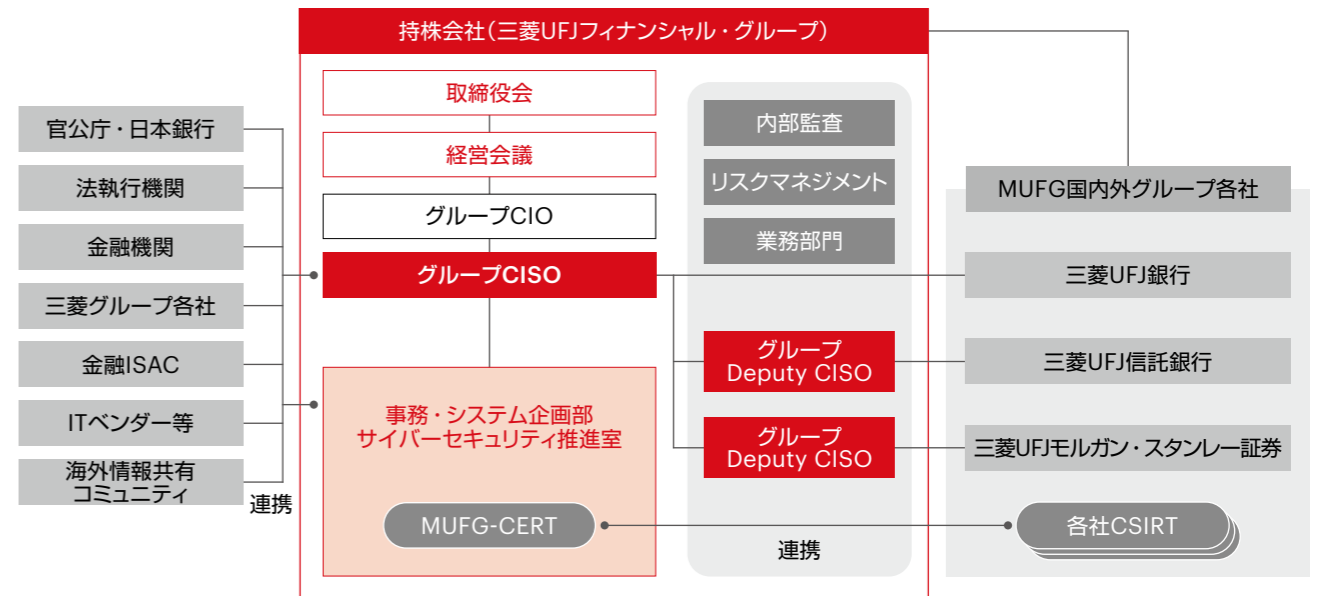 持株会社(三菱UFJフィナンシャル・グループ)
取締役会
経営会議
グループCIO
グループCISO
事務・システム企画部
サイバーセキュリティ推進室
MUFG-CERT
官公庁・日本銀行
法執行機関
金融機関
三菱グループ各社
金融ISAC
ITベンダー等
海外情報共有
コミュニティ
連携
内部監査
リスクマネジメント
業務部門
グループ
Deputy CISO
グループ
Deputy CISO
連携
MUFG国内外グループ各社
三菱UFJ銀行
三菱UFJ信託銀行
三菱UFJモルガン・スタンレー証券
各社CSIRT